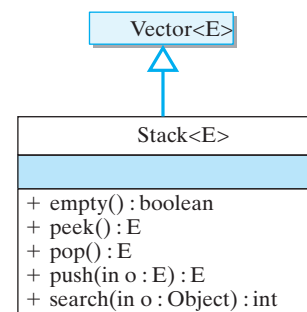 Vector<E>
Stack<E>
+ empty() : boolean
+ peek() : E
+ pop() : E
+ push(in o : E) : E
+ search(in o : Object) : int